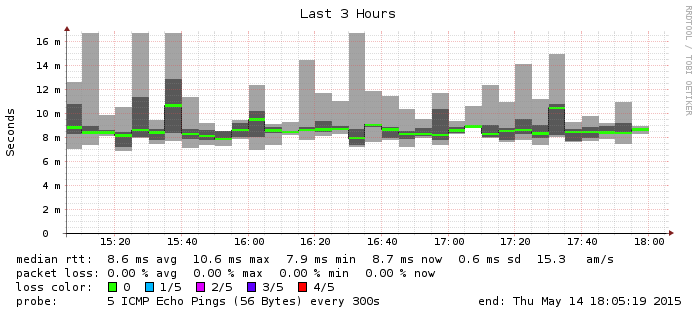 Last 3 Hours
RRDTOOL / TOBI OETIKER
Seconds
16 m
14 m
12 m
10 m
8 m
6 m
4 m
2 m
0
15:20 15:40 16:00 16:20 16:40 17:00 17:20 17:40 18:00
median rtt: 8.6 ms avg 10.6 ms max 7.9 ms min 8.7 ms now 0.6 ms sd 15.3 am/s
packet loss: 0.00 % avg 0.00 % max 0.00 % min 0.00 % now
loss color: 0 1/5 2/5 3/5 4/5
probe: 5 ICMP Echo Pings (56 Bytes) every 300s end: Thu May 14 18:05:19 2015